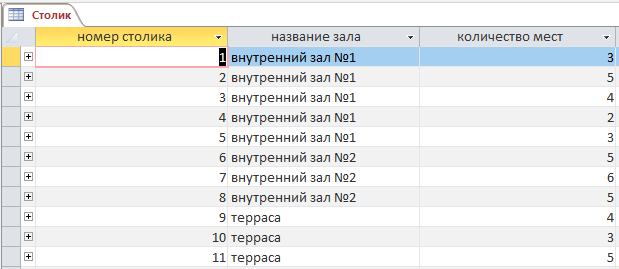 Столик
номер столика название зала количество мест
1 внутренний зал №1 3
2 внутренний зал №1 5
3 внутренний зал №1 4
4 внутренний зал №1 2
5 внутренний зал №1 3
6 внутренний зал №2 5
7 внутренний зал №2 6
8 внутренний зал №2 5
9 терраса 4
10 терраса 3
11 терраса 5